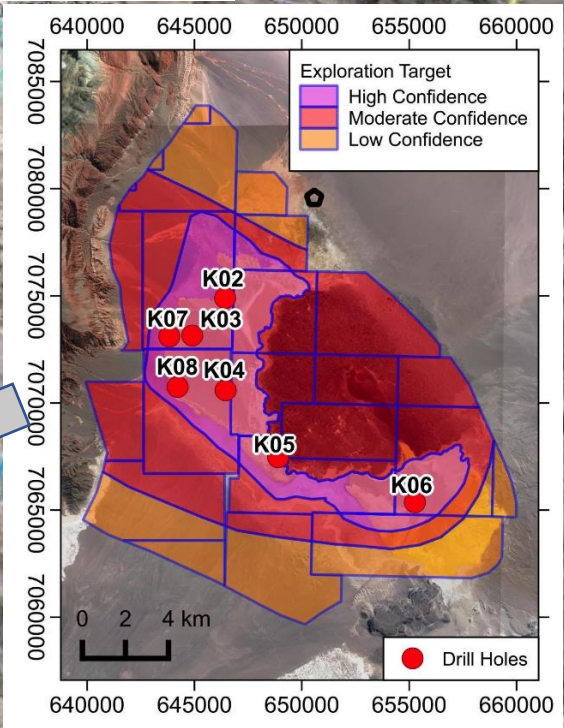 640000 645000 650000 655000 660000
7085000
7080000
7075000
7070000
7065000
7060000
Exploration Target
High Confidence
Moderate Confidence
Low Confidence
K02
K07 K03
K08 K04
K05
K06
0 2 4 km
Drill Holes
640000 645000 650000 655000 660000